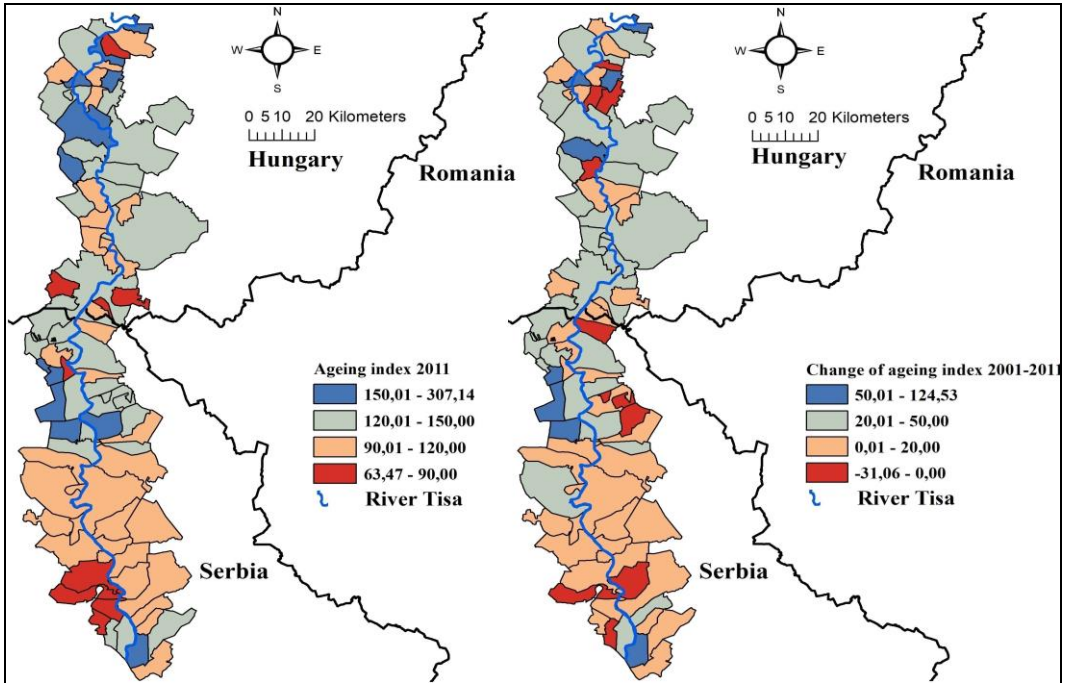 N
W E
S
0 5 10 20 Kilometers
Hungary
Romania
Ageing index 2011
150,01 - 307,14
120,01 - 150,00
90,01 - 120,00
63,47 - 90,00
River Tisa
Serbia
N
W E
S
0 5 10 20 Kilometers
Hungary
Romania
Change of ageing index 2001-2011
50,01 - 124,53
20,01 - 50,00
0,01 - 20,00
-31,06 - 0,00
River Tisa
Serbia